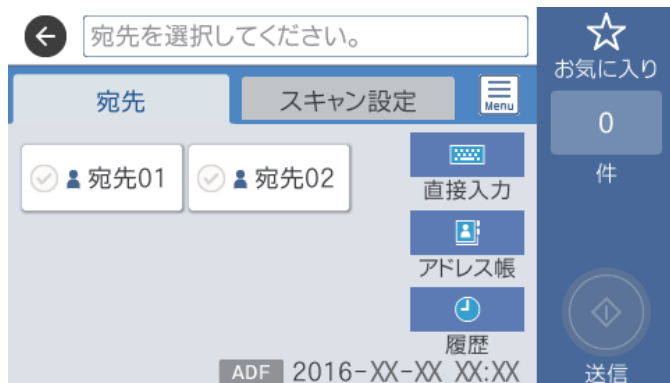 宛先を選択してください。
お気に入り
宛先
スキャン設定
Menu
0
件
宛先01
宛先02
直接入力
アドレス帳
履歴
ADF 2016-XX-XX XX:XX
送信